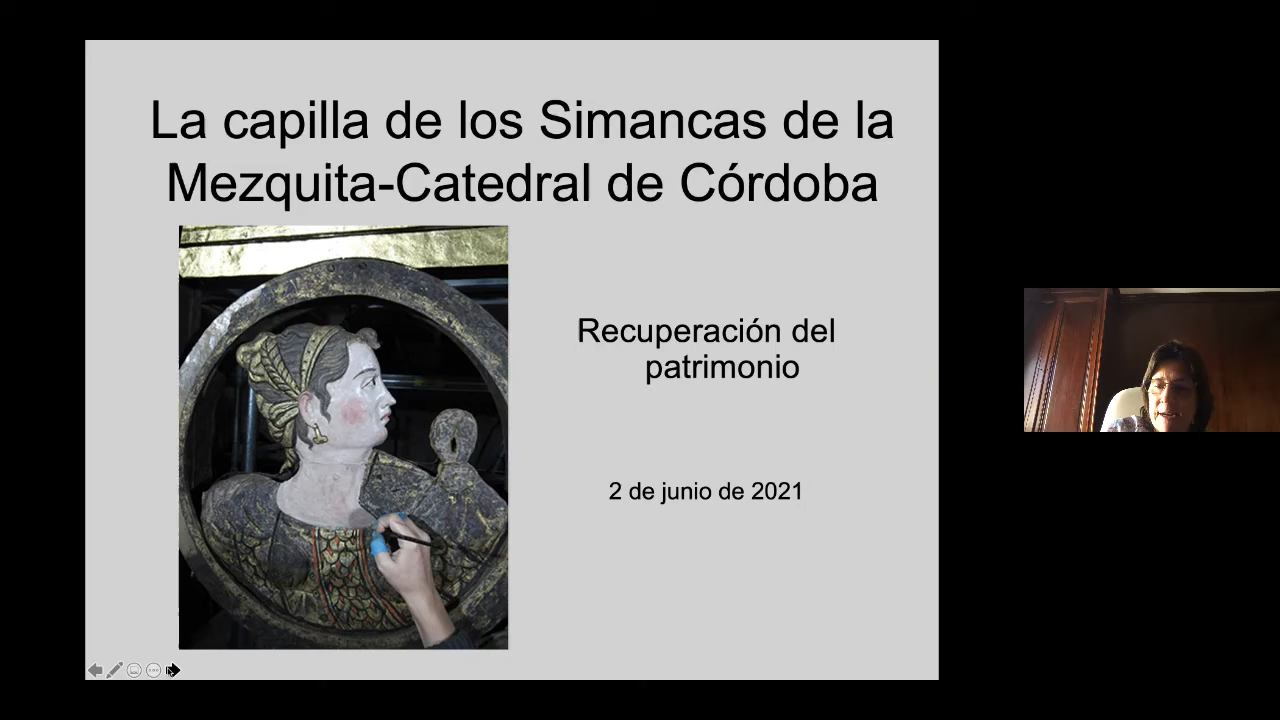 La capilla de los Simancas de la
Mezquita-Catedral de Córdoba
Recuperación del
patrimonio
2 de junio de 2021